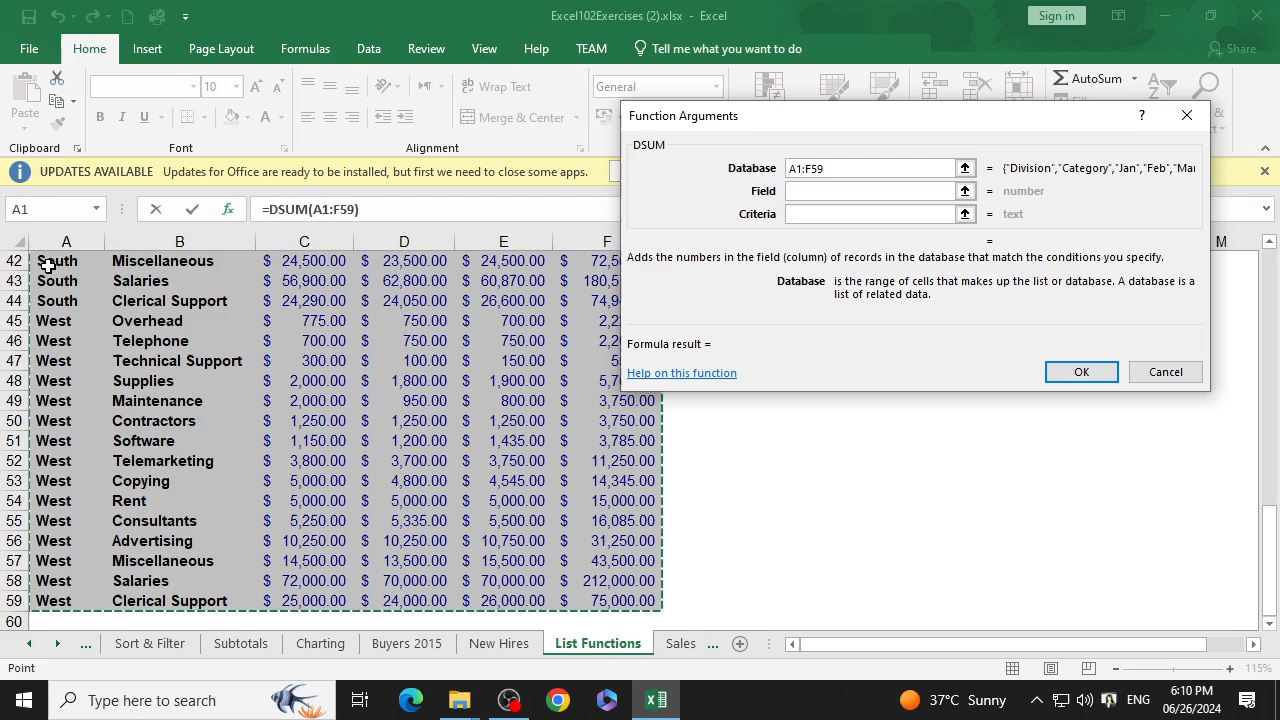 Excel102Exercises (2).xlsx - Excel
Sign in
File Home Insert Page Layout Formulas Data Review View Help TEAM Tell me what you want to do Share
Paste
10
Wrap Text
General
AutoSum
B I U
Merge & Center
Clipboard Font Alignment
UPDATES AVAILABLE Updates for Office are ready to be installed, but first we need to close some apps.
A1 fx =DSUM(A1:F59)
A B C D E F M
42 South Miscellaneous $ 24,500.00 $ 23,500.00 $ 24,500.00 $
43 South Salaries $ 56,900.00 $ 62,800.00 $ 60,870.00 $
44 South Clerical Support $ 24,290.00 $ 24,050.00 $ 26,600.00 $
45 West Overhead $ 775.00 $ 750.00 $ 700.00 $
46 West Telephone $ 700.00 $ 750.00 $ 750.00 $
47 West Technical Support $ 300.00 $ 100.00 $ 150.00 $
48 West Supplies $ 2,000.00 $ 1,800.00 $ 1,900.00 $
49 West Maintenance $ 2,000.00 $ 950.00 $ 800.00 $ 3,750.00
50 West Contractors $ 1,250.00 $ 1,250.00 $ 1,250.00 $ 3,750.00
51 West Software $ 1,150.00 $ 1,200.00 $ 1,435.00 $ 3,785.00
52 West Telemarketing $ 3,800.00 $ 3,700.00 $ 3,750.00 $ 11,250.00
53 West Copying $ 5,000.00 $ 4,800.00 $ 4,545.00 $ 14,345.00
54 West Rent $ 5,000.00 $ 5,000.00 $ 5,000.00 $ 15,000.00
55 West Consultants $ 5,250.00 $ 5,335.00 $ 5,500.00 $ 16,085.00
56 West Advertising $ 10,250.00 $ 10,250.00 $ 10,750.00 $ 31,250.00
57 West Miscellaneous $ 14,500.00 $ 13,500.00 $ 15,500.00 $ 43,500.00
58 West Salaries $ 72,000.00 $ 70,000.00 $ 70,000.00 $ 212,000.00
59 West Clerical Support $ 25,000.00 $ 24,000.00 $ 26,000.00 $ 75,000.00
60
Function Arguments ?
DSUM
Database A1:F59 = {"Division","Category","Jan","Feb","Mar
Field = number
Criteria = text
=
Adds the numbers in the field (column) of records in the database that match the conditions you specify.
Database is the range of cells that makes up the list or database. A database is a
list of related data.
Formula result =
Help on this function
OK Cancel
... Sort & Filter Subtotals Charting Buyers 2015 New Hires List Functions Sales ...
Point
115%
Type here to search
37°C Sunny
ENG
6:10 PM
06/26/2024